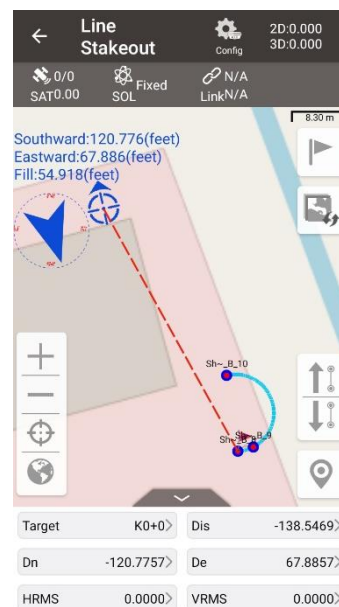 Line
Stakeout
Config
2D:0.000
3D:0.000
0/0
SAT0.00
Fixed
SOL
N/A
LinkN/A
8.30 m
Southward:120.776(feet)
Eastward:67.886(feet)
Fill:54.918(feet)
Sh~_B_10
Target K0+0 Dis -138.5469
Dn -120.7757 De 67.8857
HRMS 0.0000 VRMS 0.0000